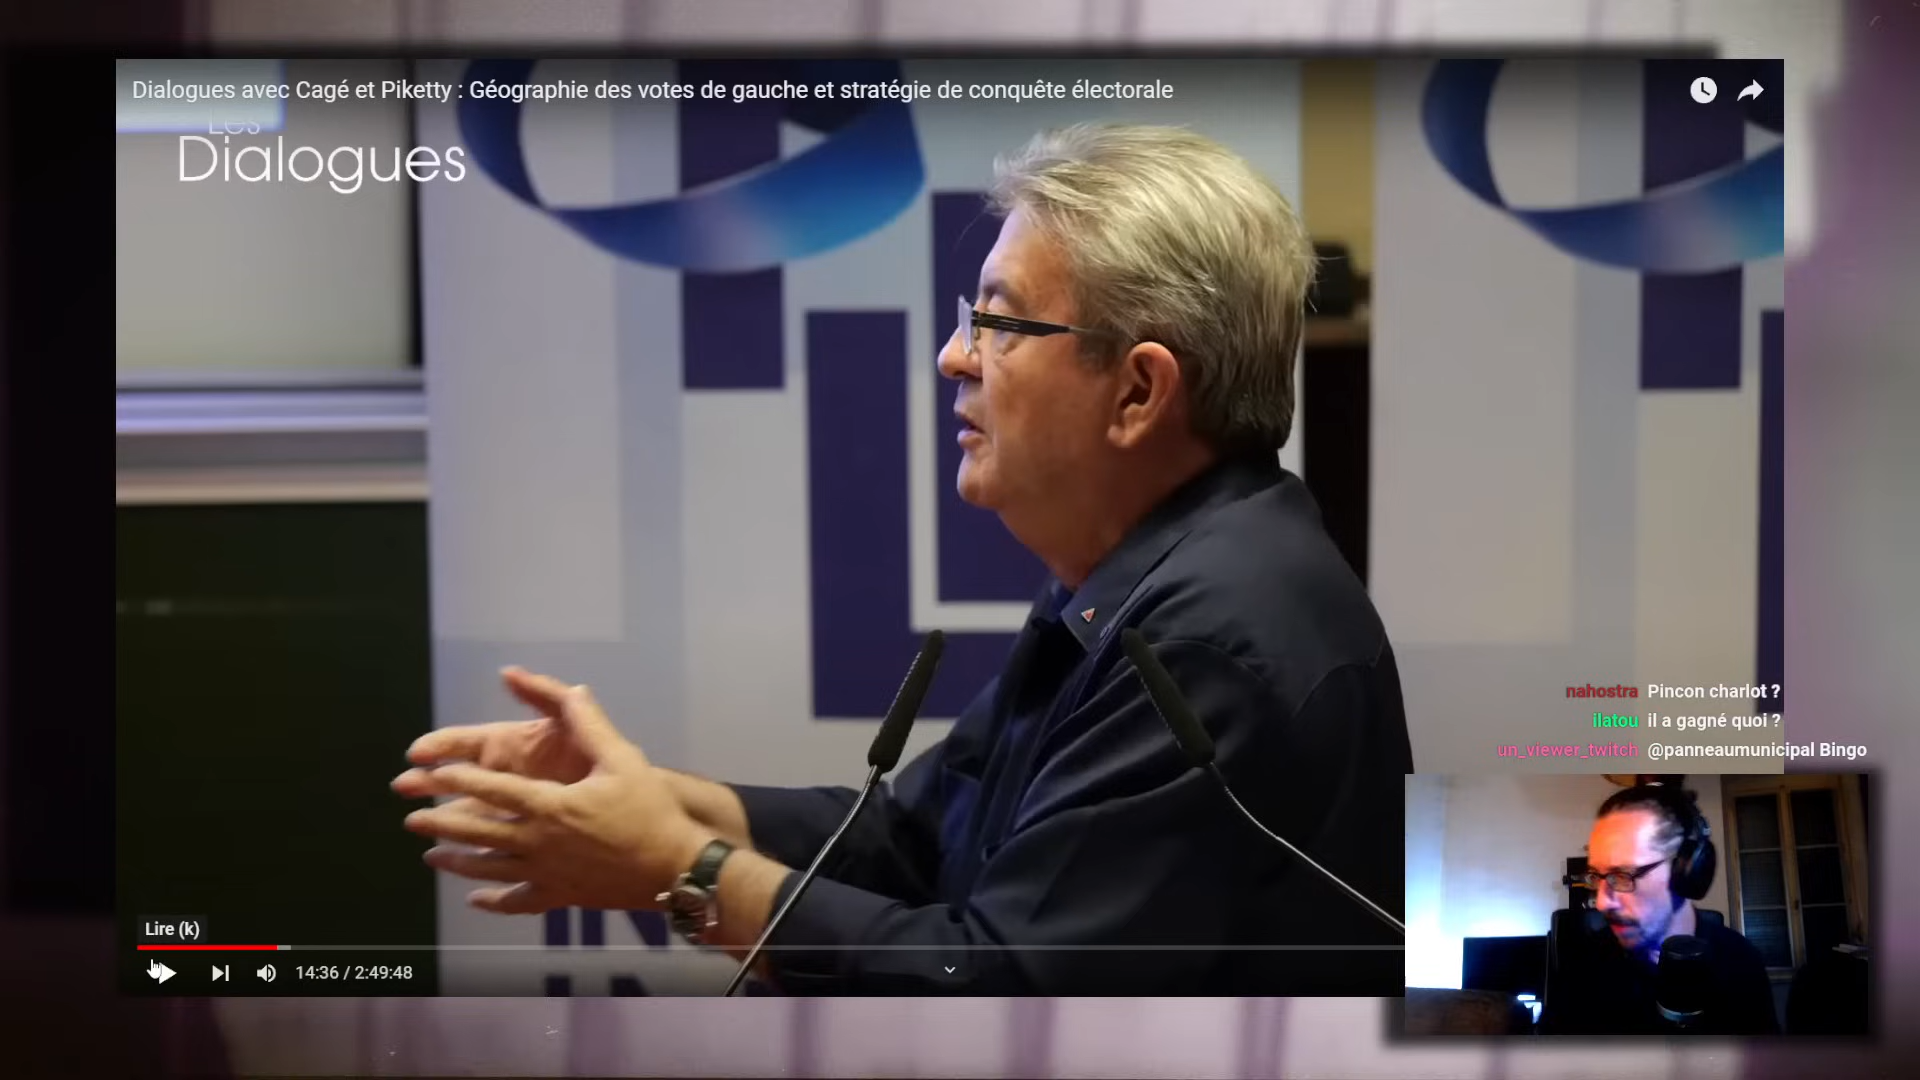 Dialogues avec Cagé et Piketty : Géographie des votes de gauche et stratégie de conquête électorale
Les
Dialogues
nahostra Pincon charlot ?
ilatou il a gagné quoi ?
un_viewer_twitch @panneaumunicipal Bingo
Lire (k)
14:36 / 2:49:48